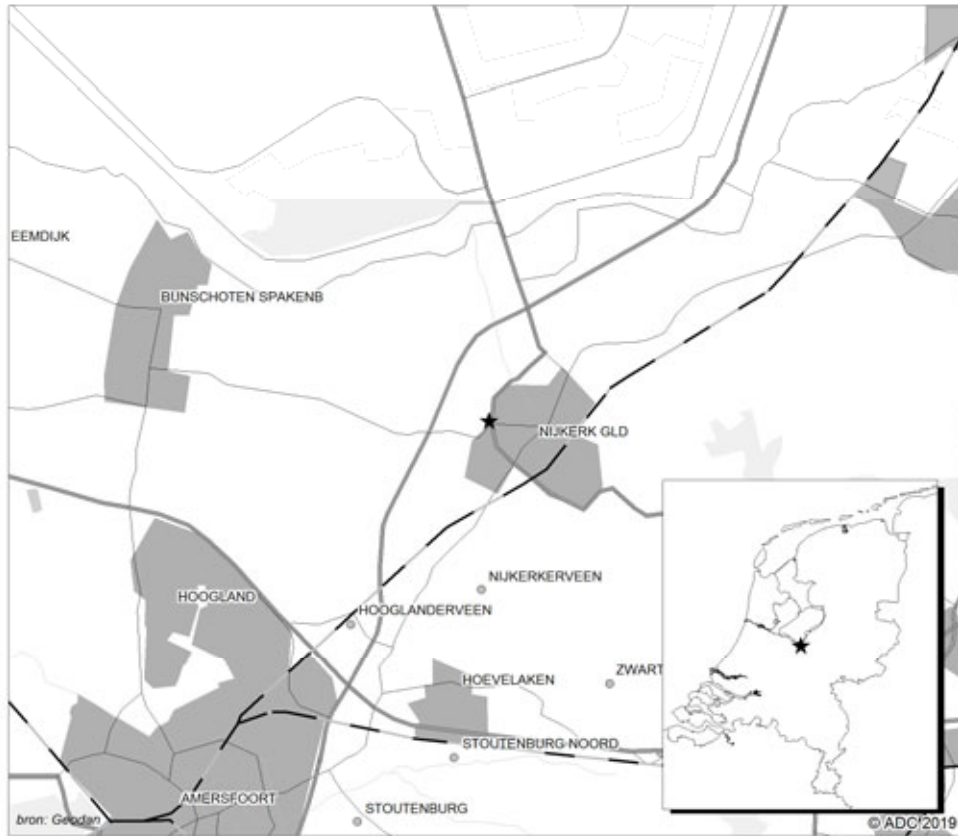 EEMDIJK
BUNSCHOTEN SPAKENB
NIJKERK GLD
NIJKERKERVEEN
HOOGLAND
HOOGLANDERVEEN
HOEVELAKEN
ZWART
STOUTENBURG NOORD
AMERSFOORT
STOUTENBURG
bron: Geodan
© ADC 2019